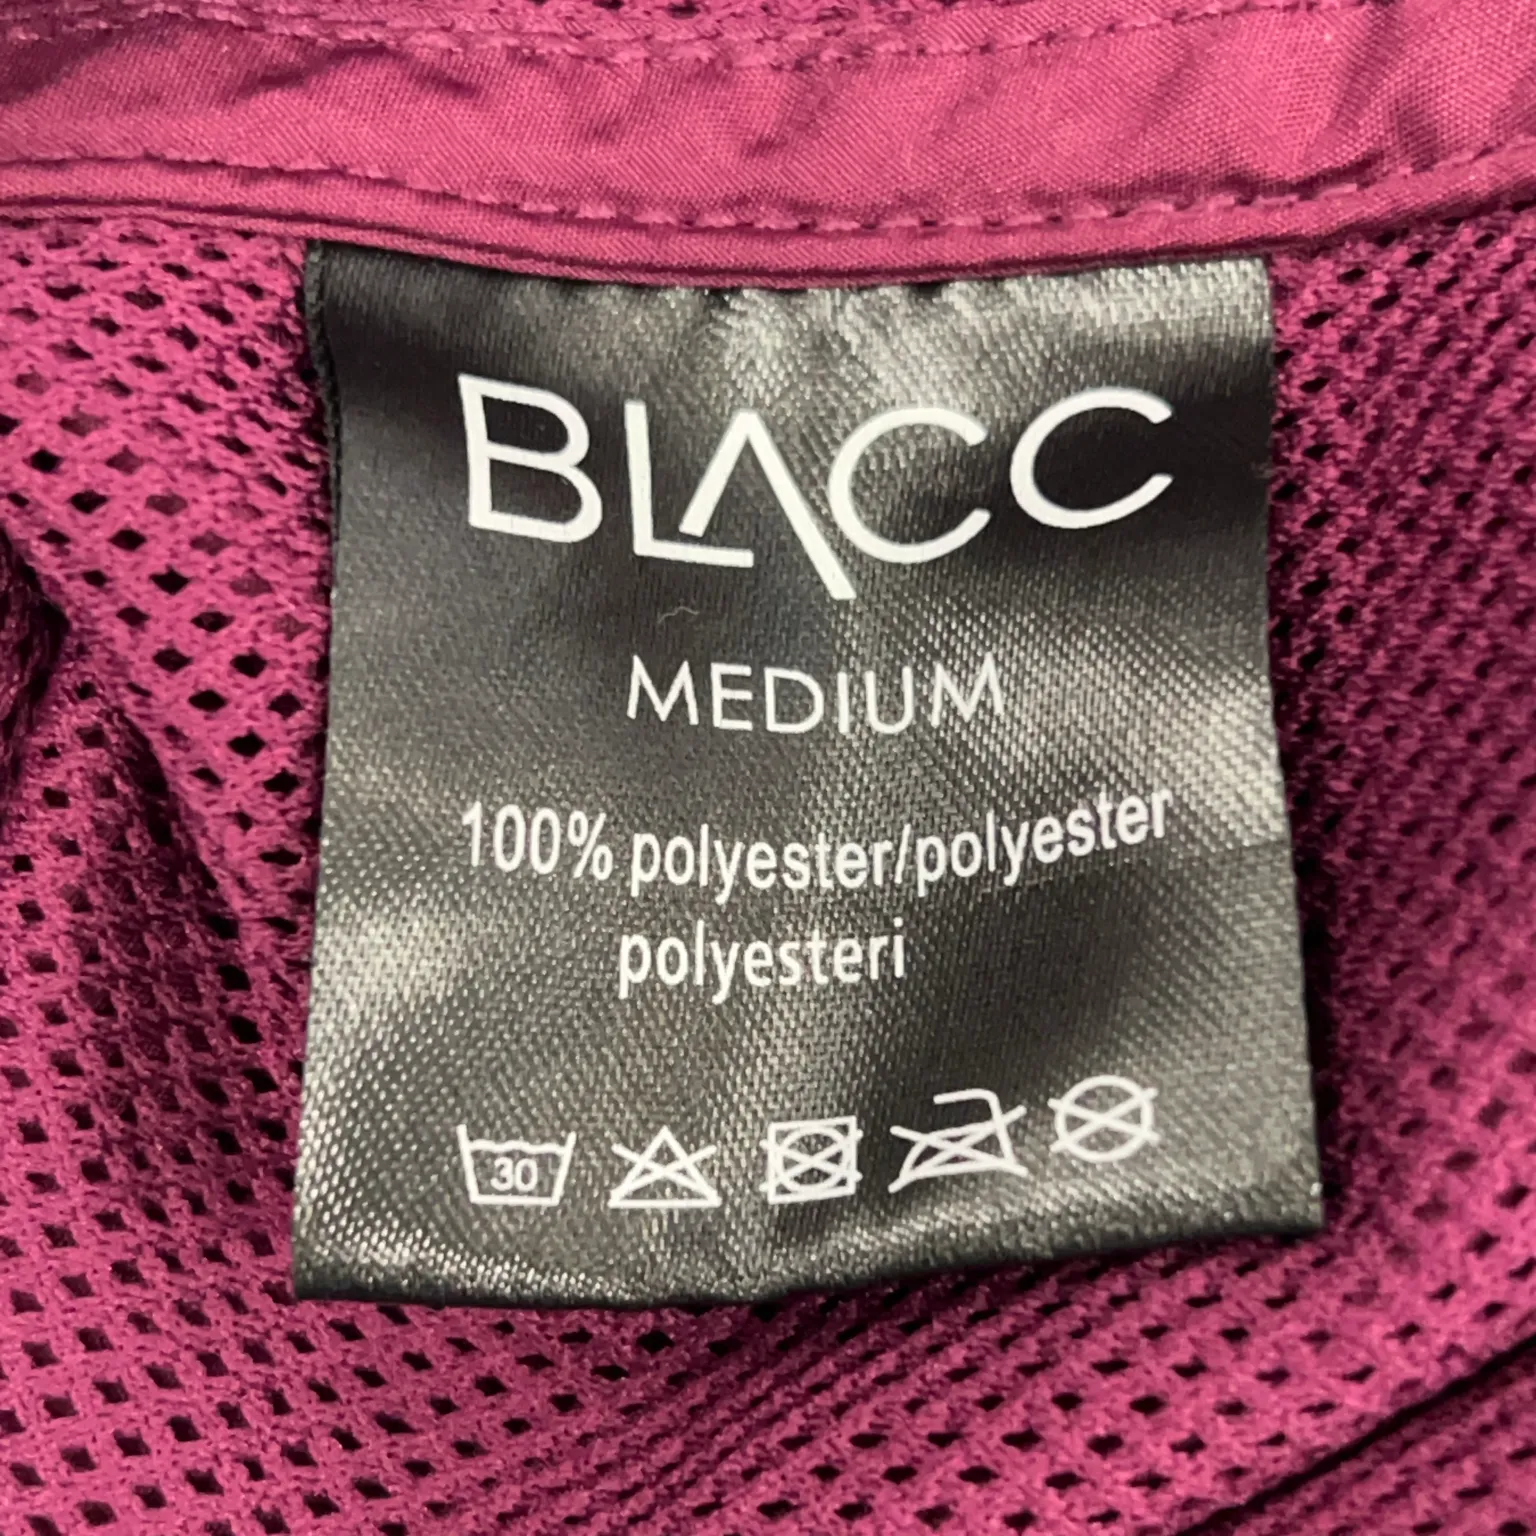 BLACC
MEDIUM
100% polyester/polyester
polyesteri
30